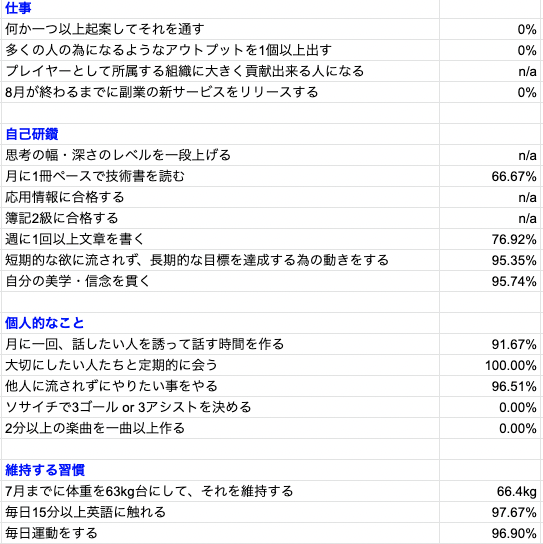 仕事
何か一つ以上起案してそれを通す 0%
多くの人の為になるようなアウトプットを1個以上出す 0%
プレイヤーとして所属する組織に大きく貢献出来る人になる n/a
8月が終わるまでに副業の新サービスをリリースする 0%
自己研鑽
思考の幅・深さのレベルを一段上げる n/a
月に1冊ペースで技術書を読む 66.67%
応用情報に合格する n/a
簿記2級に合格する n/a
週に1回以上文章を書く 76.92%
短期的な欲に流されず、長期的な目標を達成する為の動きをする 95.35%
自分の美学・信念を貫く 95.74%
個人的なこと
月に一回、話したい人を誘って話す時間を作る 91.67%
大切にしたい人たちと定期的に会う 100.00%
他人に流されずにやりたい事をやる 96.51%
ソサイチで3ゴール or 3アシストを決める 0.00%
2分以上の楽曲を一曲以上作る 0.00%
維持する習慣
7月までに体重を63kg台にして、それを維持する 66.4kg
毎日15分以上英語に触れる 97.67%
毎日運動をする 96.90%